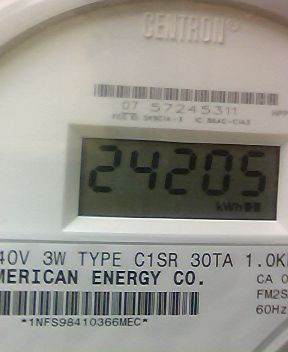 CENTRON®
07 57245311
24205
kWh
40V 3W TYPE C1SR 30TA 1.0K
MERICAN ENERGY CO. CA 0
FM2S
60Hz
*1NFS98410366MEC*